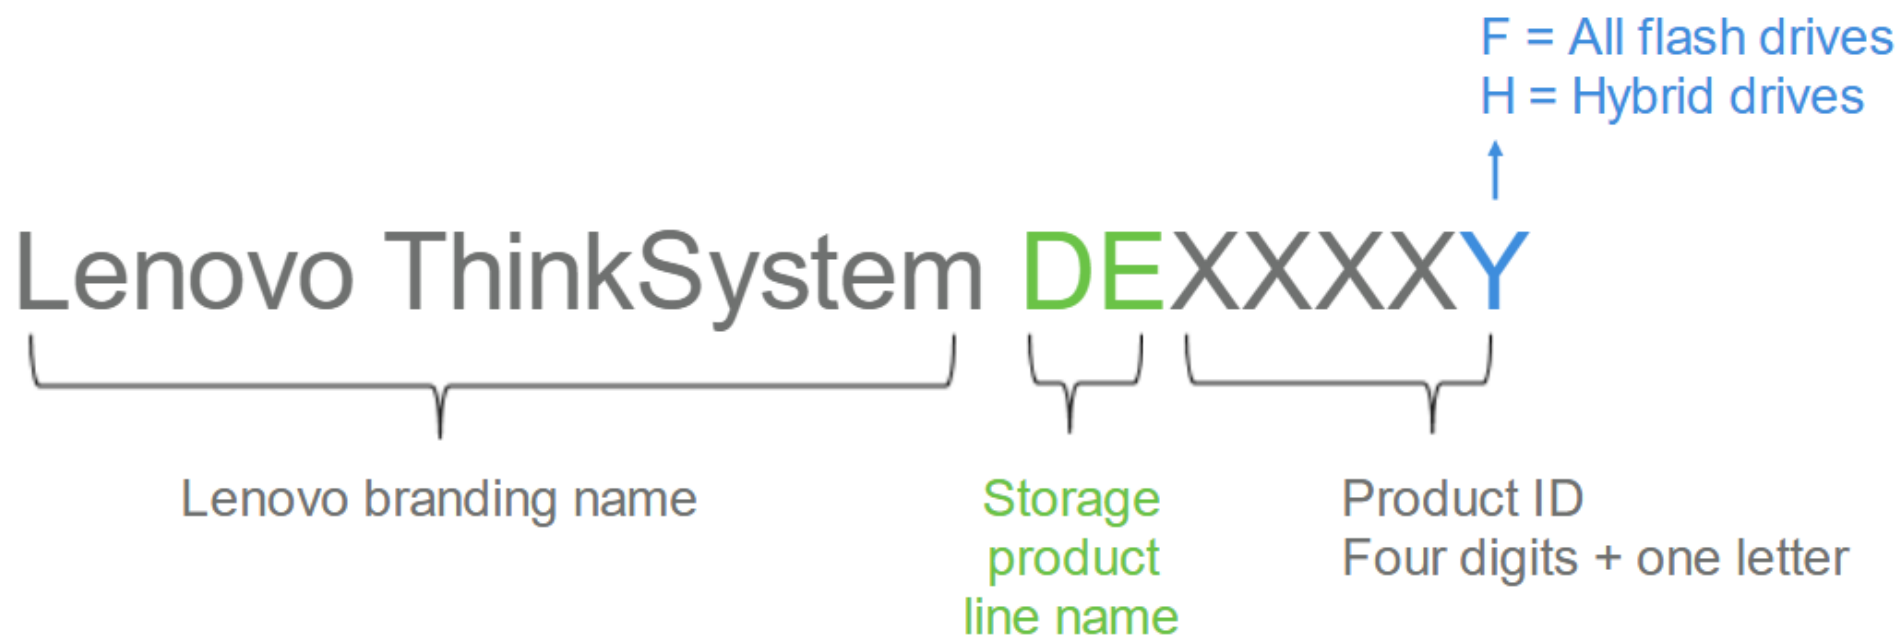 F = All flash drives
H = Hybrid drives
Lenovo ThinkSystem DEXXXXY
Lenovo branding name
Storage
product
line name
Product ID
Four digits + one letter